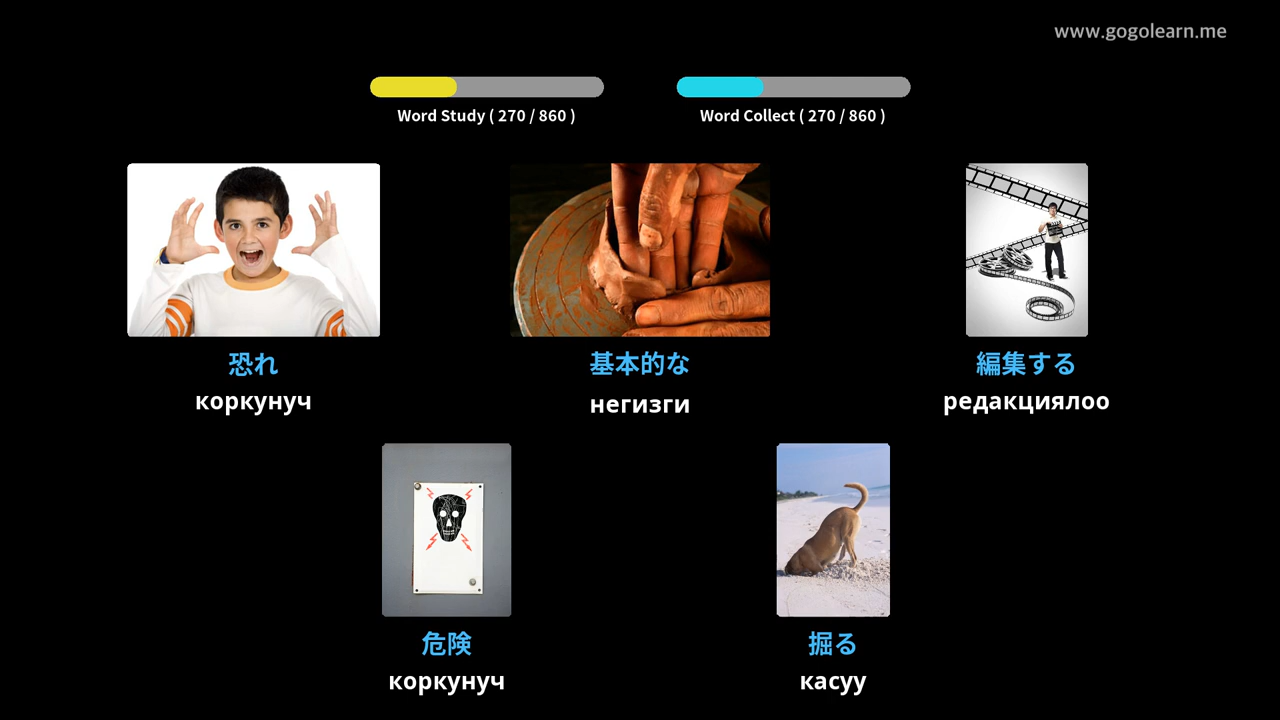 www.gogolearn.me
Word Study ( 270 / 860 )
Word Collect ( 270 / 860 )
恐れ
коркунуч
基本的な
негизги
編集する
редакциялоо
危険
коркунуч
掘る
касуу